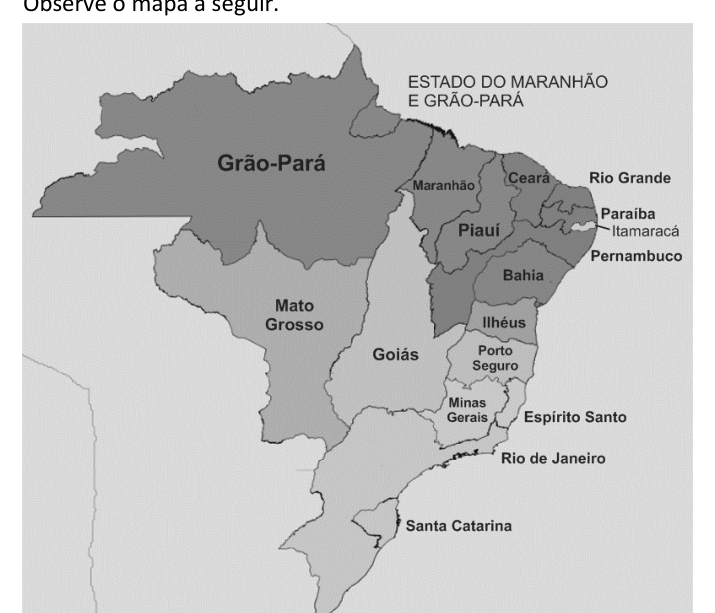 Observe o mapa a seguir.
ESTADO DO MARANHÃO
E GRÃO-PARÁ
Grão-Pará
Maranhão
Ceará
Rio Grande
Paraíba
Itamaracá
Piauí
Pernambuco
Bahia
Mato
Grosso
Ilhéus
Goiás
Porto
Seguro
Minas
Gerais
Espírito Santo
Rio de Janeiro
Santa Catarina